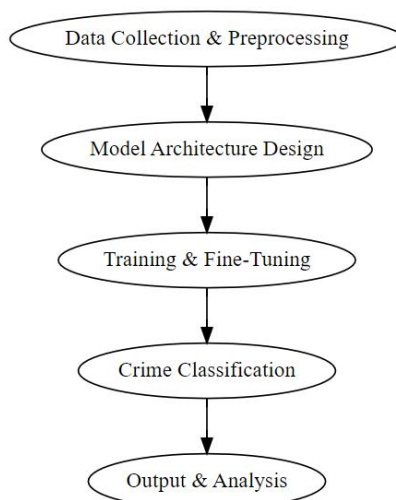 Data Collection & Preprocessing
Model Architecture Design
Training & Fine-Tuning
Crime Classification
Output & Analysis